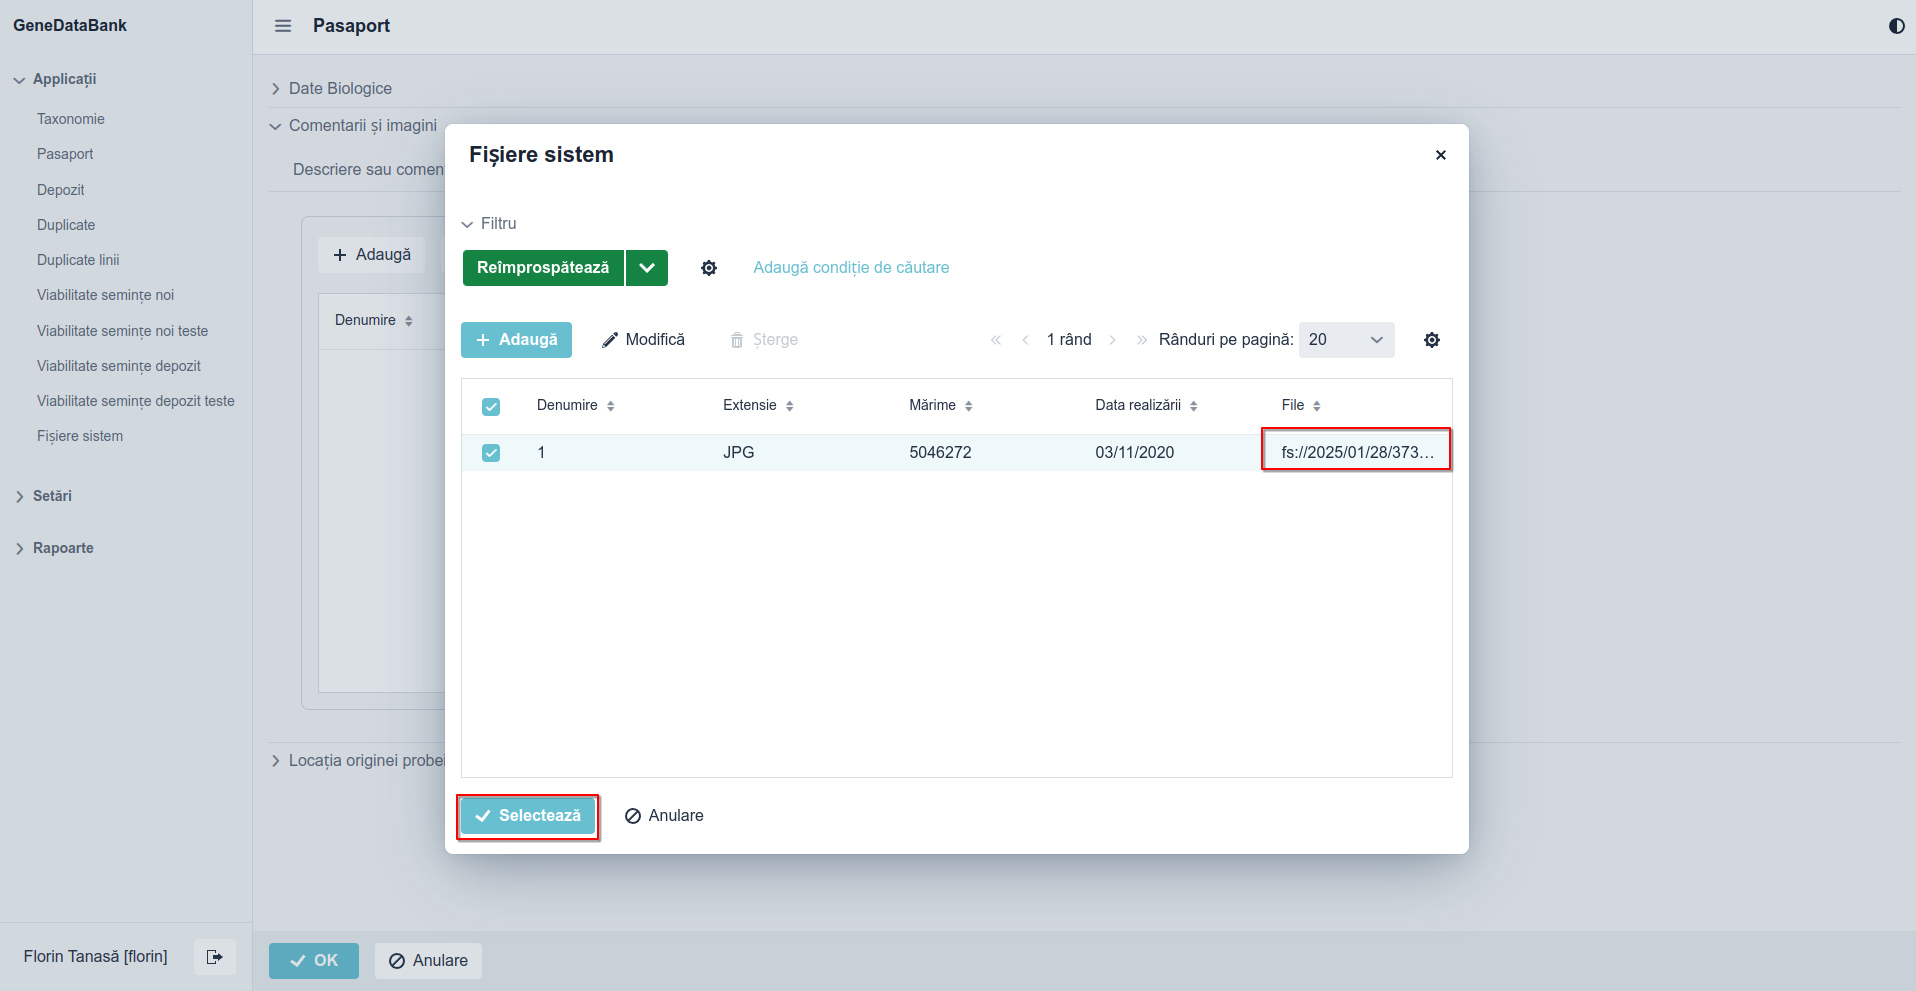 GeneDataBank
Pasaport
Applicații
Taxonomie
Pasaport
Depozit
Duplicate
Duplicate linii
Viabilitate semințe noi
Viabilitate semințe noi teste
Viabilitate semințe depozit
Viabilitate semințe depozit teste
Fișiere sistem
Setări
Rapoarte
Florin Tanasă [florin]
Date Biologice
Comentarii și imagini
Descriere sau comen
Adaugă
Denumire
Locația originei probei
OK
Anulare
Fișiere sistem
Filtru
Reîmprospătează
Adaugă condiție de căutare
Adaugă
Modifică
Șterge
1 rând
Rânduri pe pagină:
20
Denumire Extensie Mărime Data realizării File
1 JPG 5046272 03/11/2020 fs://2025/01/28/373...
Selectează
Anulare